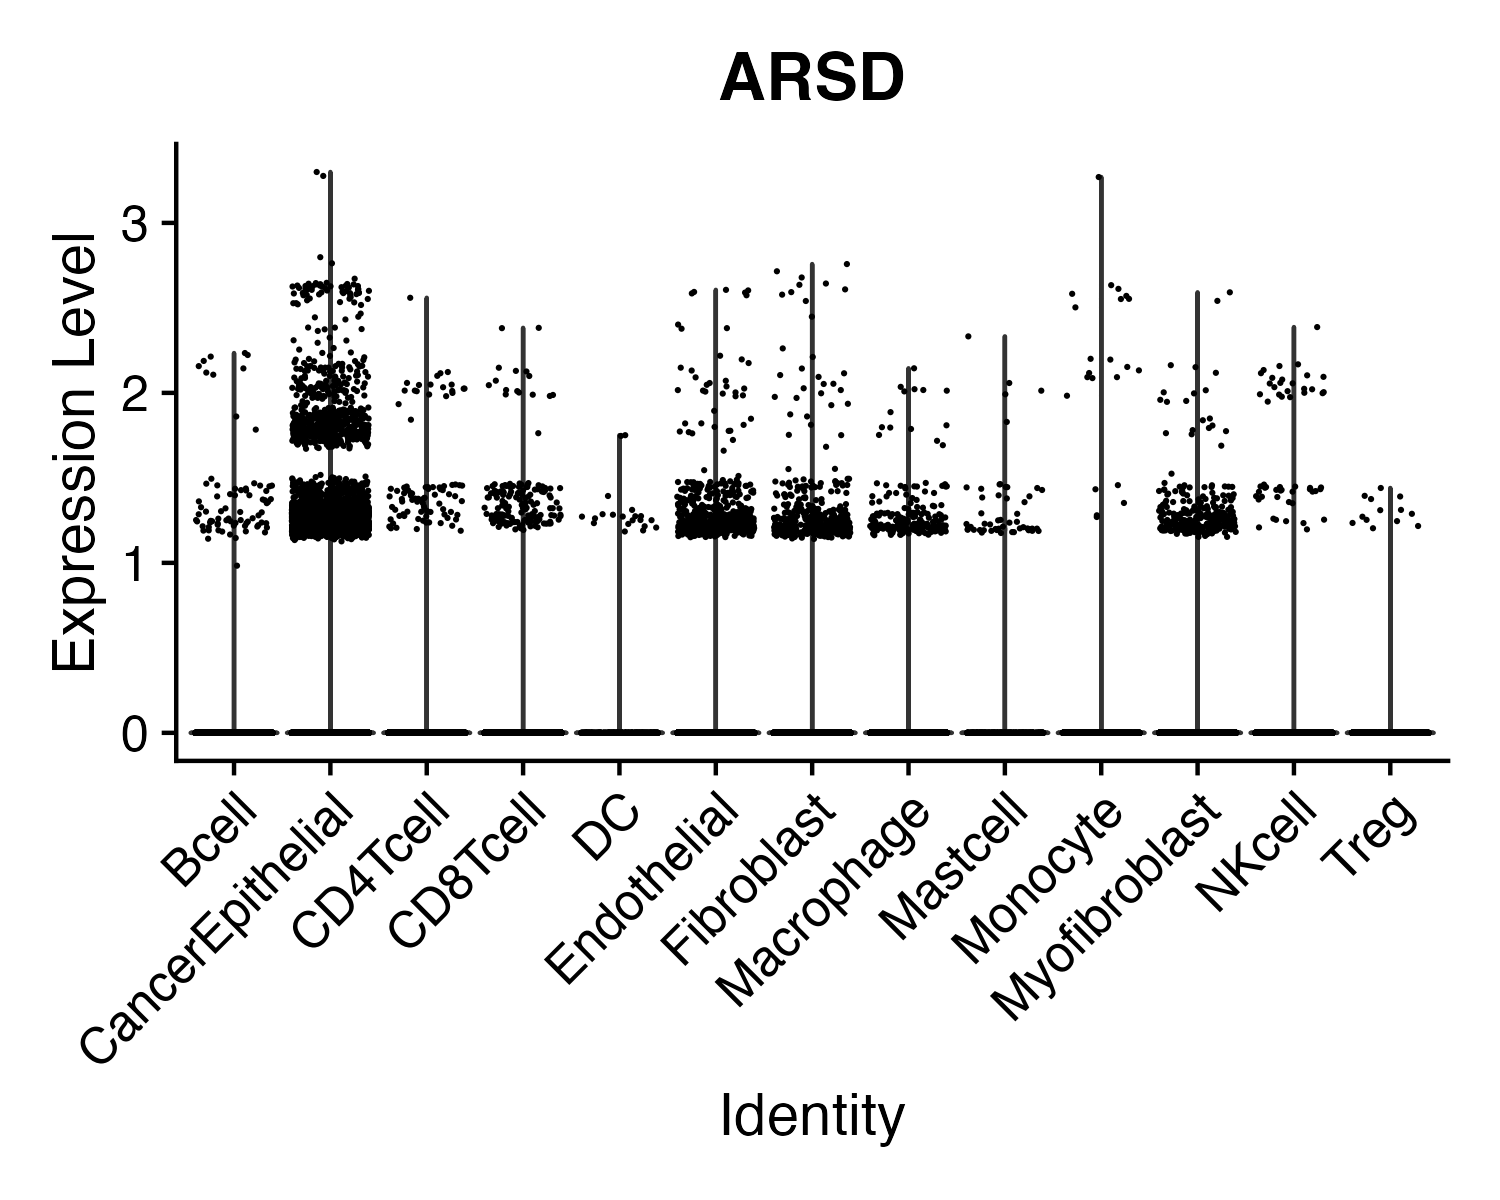 ARSD
Expression Level
3
2
1
0
Bcell
CancerEpithelial
CD4Tcell
CD8Tcell
DC
Endothelial
Fibroblast
Macrophage
Mastcell
Monocyte
Myofibroblast
NKcell
Treg
Identity